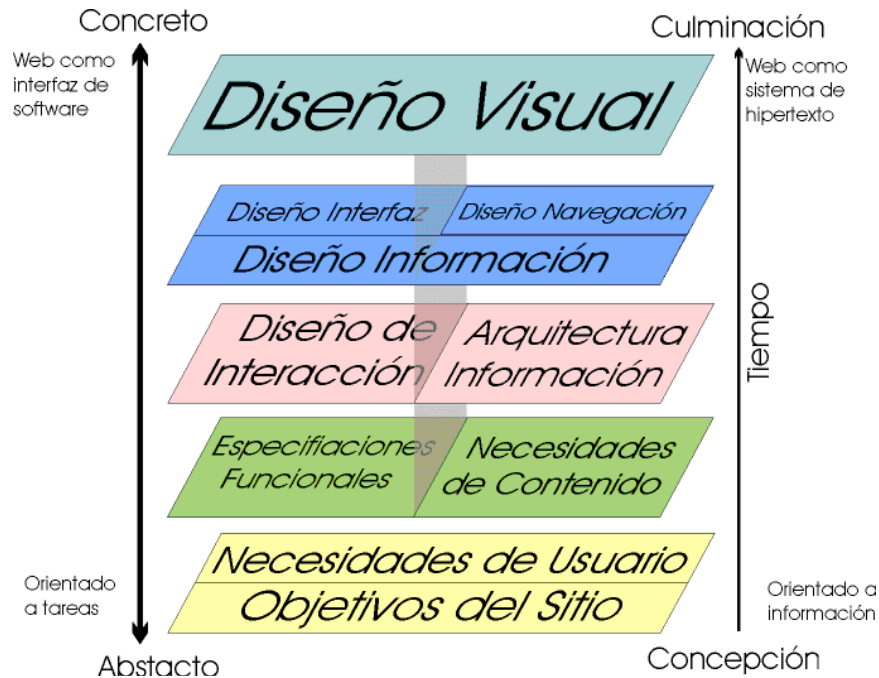 Concreto
Culminación
Web como
interfaz de
software
Web como
sistema de
hipertexto
Diseño Visual
Diseño Interfaz
Diseño Navegación
Diseño Información
Diseño de
Interacción
Arquitectura
Información
Tiempo
Especifiaciones
Funcionales
Necesidades
de Contenido
Necesidades de Usuario
Objetivos del Sitio
Orientado
a tareas
Orientado a
información
Abstacto
Concepción